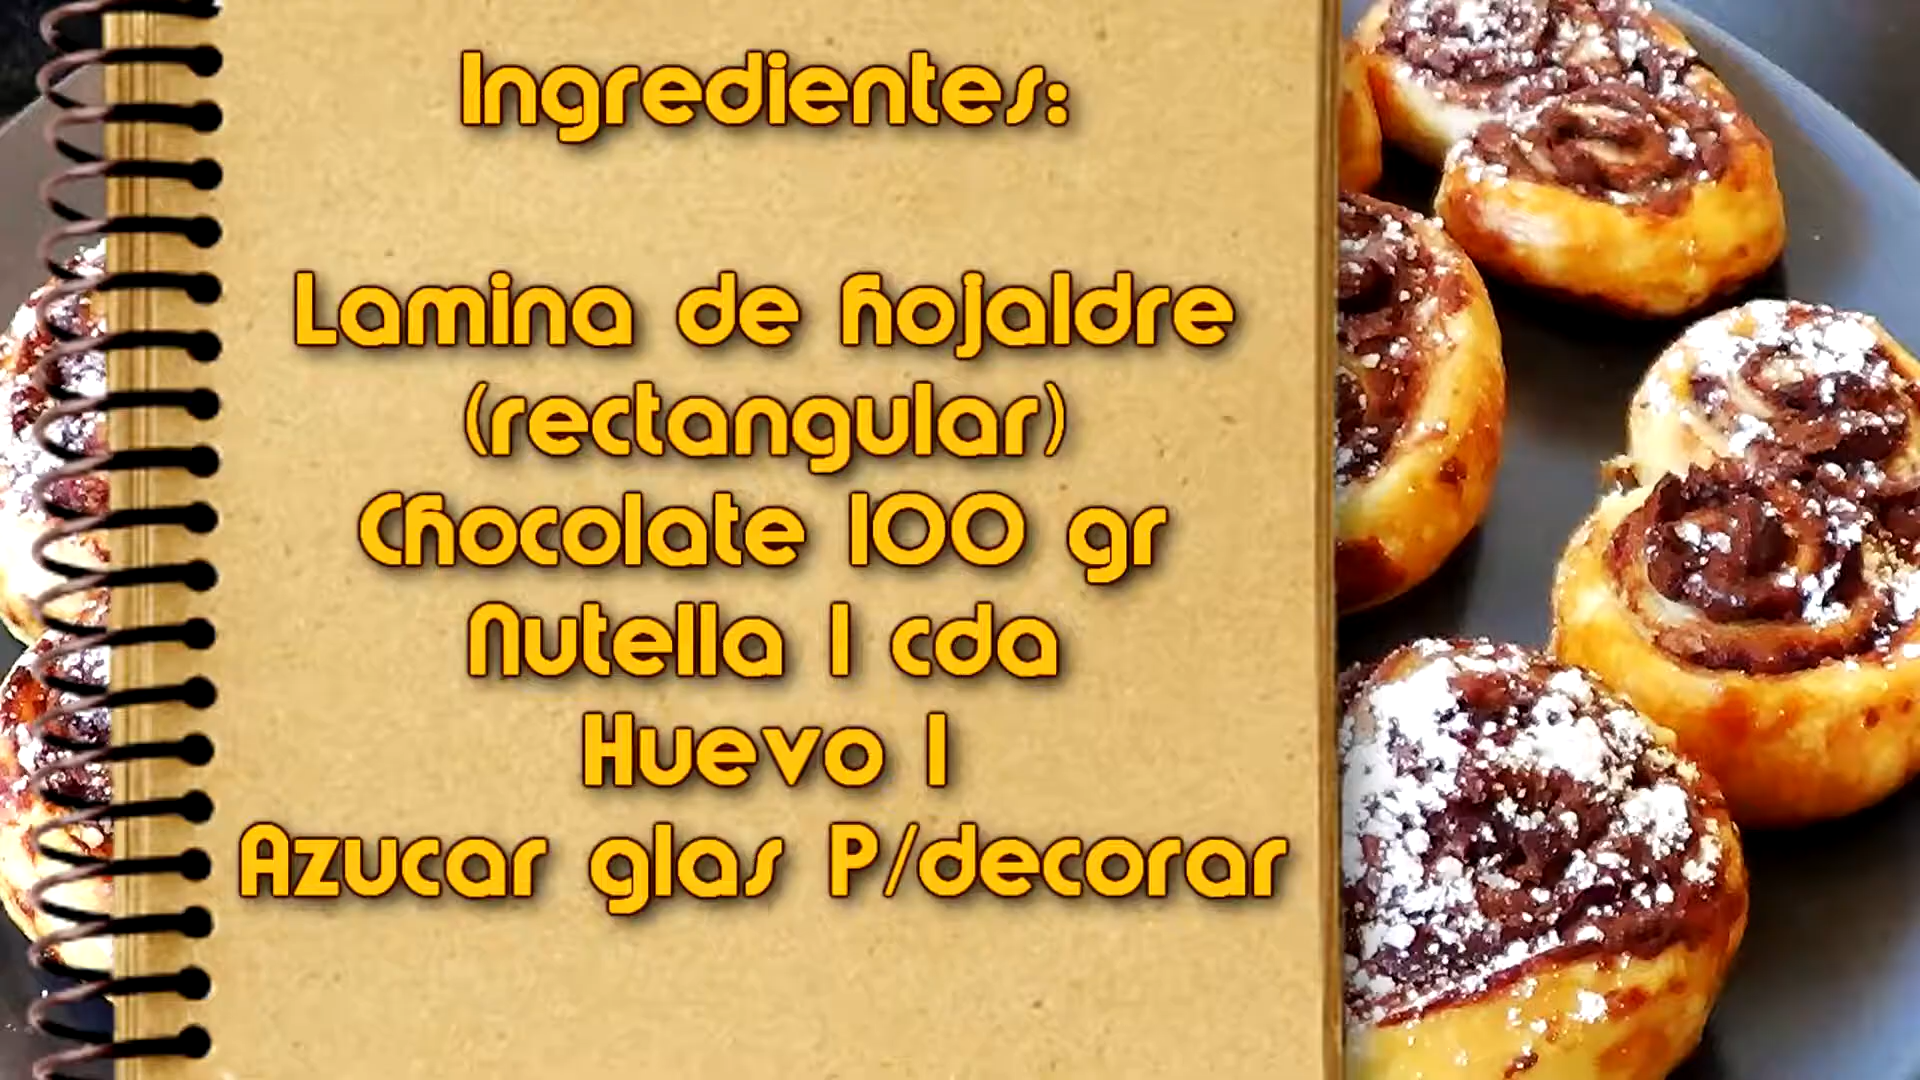 Ingredientes:
Lamina de hojaldre
(rectangular)
Chocolate 100 gr
Nutella 1 cda
Huevo 1
Azucar glas P/decorar